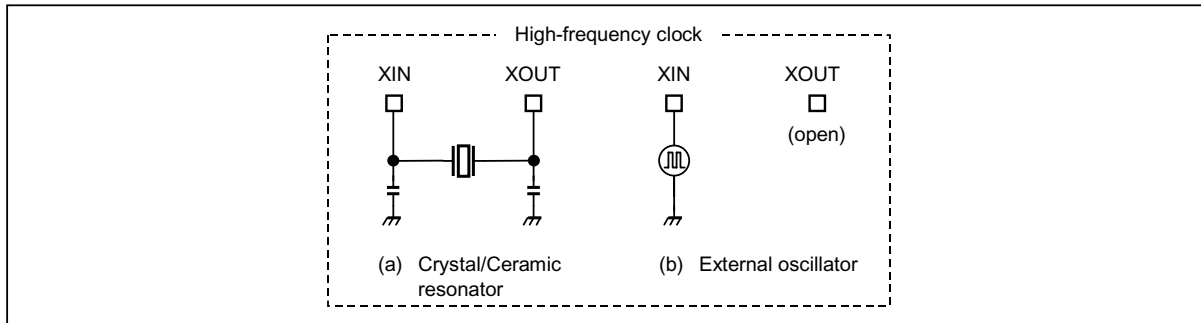 High-frequency clock
XIN
XOUT
XIN
XOUT
(open)
(a) Crystal/Ceramic
resonator
(b) External oscillator